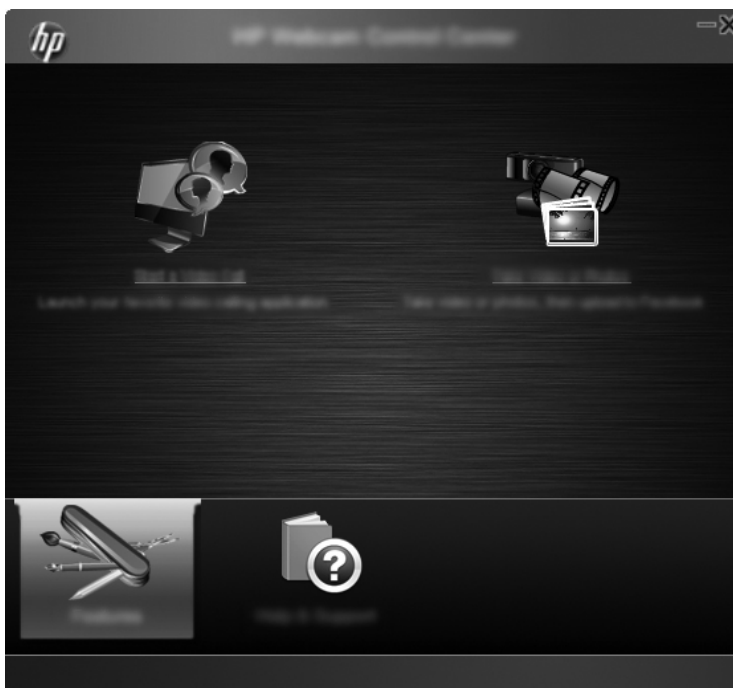 hp
HP Webcam Control Center
Start a Video Call
Take Video or Photos
Launch your favorite video calling application
Take video or photos, then upload to Facebook
?
Features
Help & Support